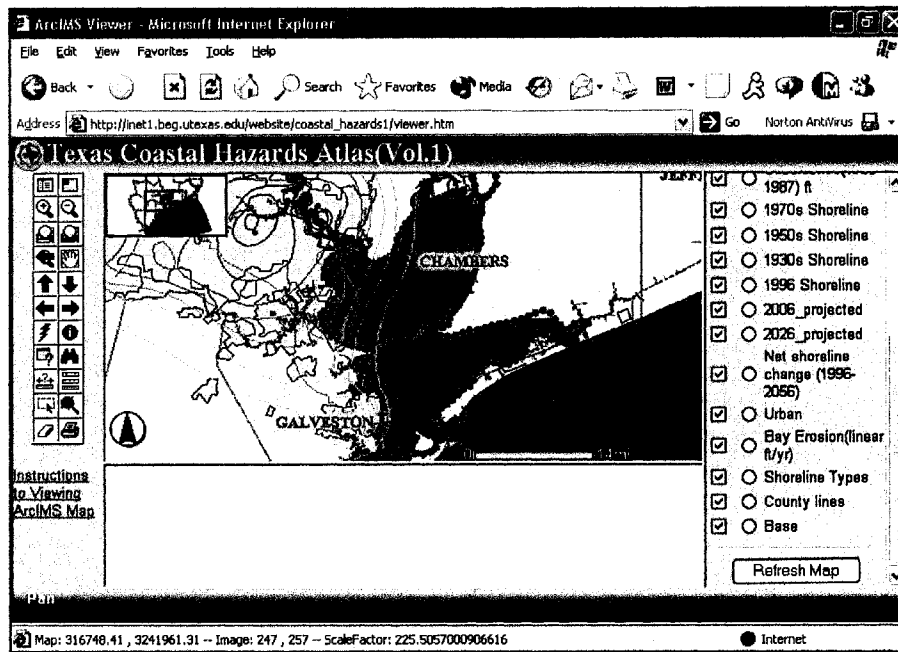 ArcIMS Viewer - Microsoft Internet Explorer
File Edit View Favorites Tools Help
Back Search Favorites Media
Address http://inet1.beg.utexas.edu/website/coastal_hazards1/viewer.htm Go Norton AntiVirus
Texas Coastal Hazards Atlas(Vol.1)
1987) ft
1970s Shoreline
1950s Shoreline
1930s Shoreline
1996 Shoreline
2006_projected
2026_projected
Net shoreline
change (1996-
2056)
Urban
Bay Erosion(linear
ft/yr)
Shoreline Types
County lines
Base
Refresh Map
CHAMBERS
GALVESTON
Instructions
to Viewing
ArcIMS Map
Pan
Map: 316748.41 , 3241961.31 -- Image: 247 , 257 -- ScaleFactor: 225.5057000906616 Internet